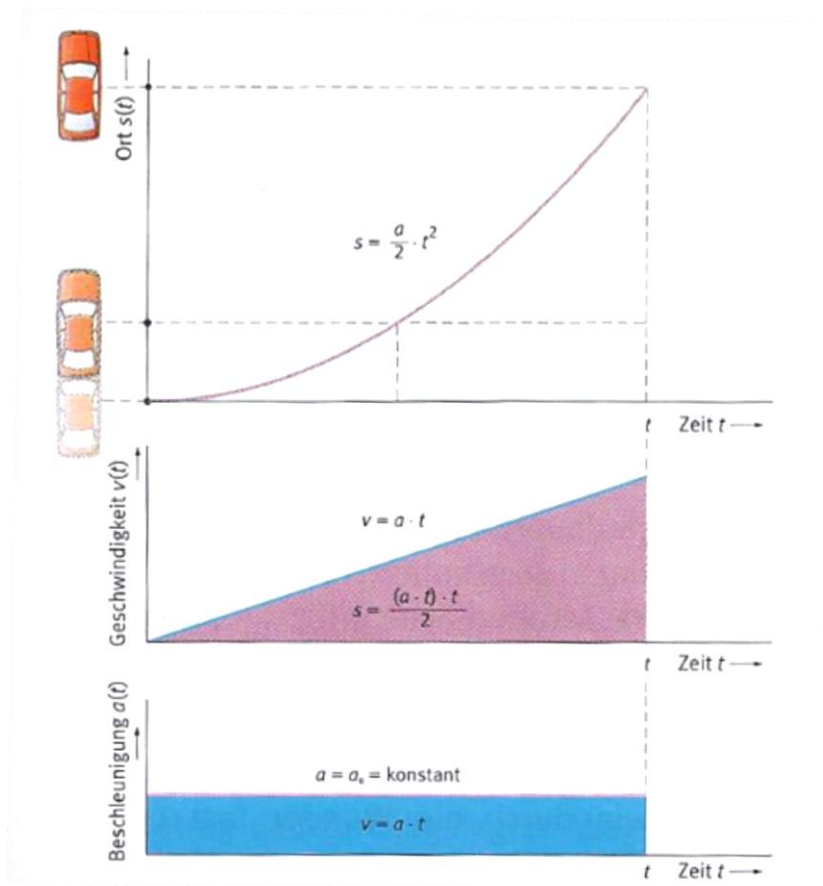 Ort s(t)
s = a/2 · t²
t Zeit t
Geschwindigkeit v(t)
v = a · t
s = (a · t) · t / 2
t Zeit t
Beschleunigung a(t)
a = a₀ = konstant
v = a · t
t Zeit t